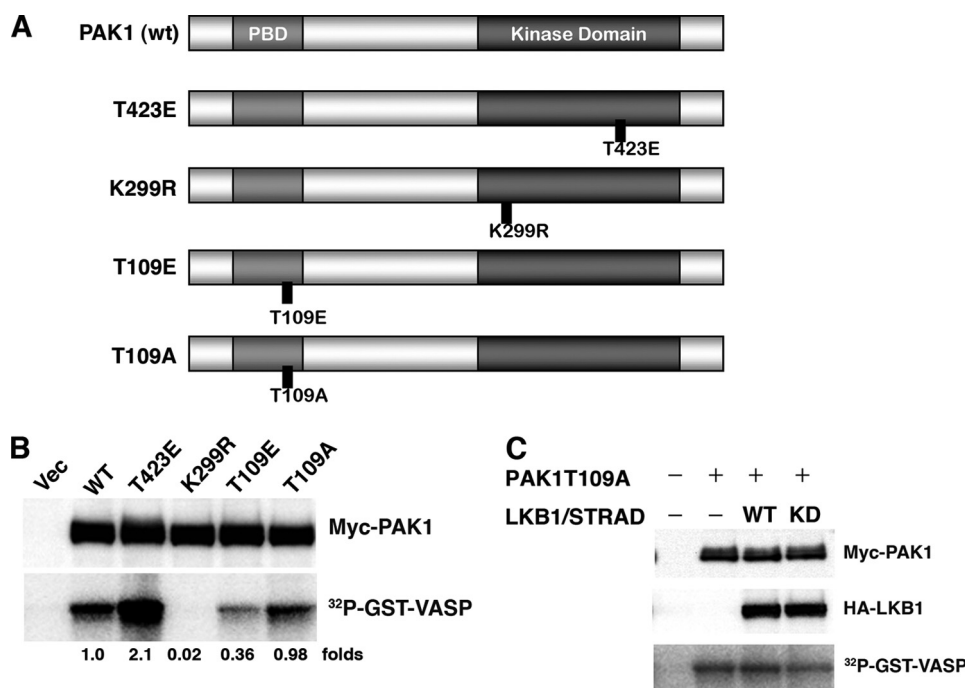 A
PAK1 (wt)
PBD
Kinase Domain
T423E
T423E
K299R
K299R
T109E
T109E
T109A
T109A
B
Vec WT T423E K299R T109E T109A
Myc-PAK1
³²P-GST-VASP
1.0 2.1 0.02 0.36 0.98 folds
C
PAK1T109A – + + +
LKB1/STRAD – – WT KD
Myc-PAK1
HA-LKB1
³²P-GST-VASP